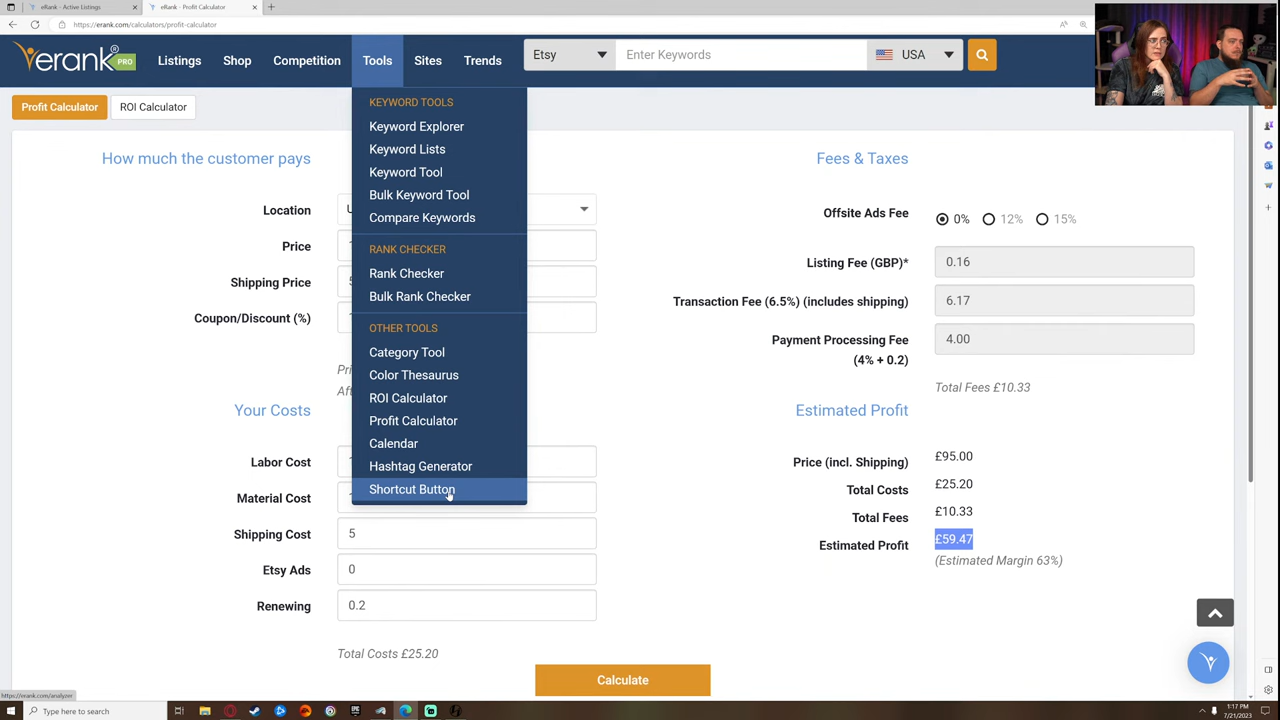 eRank - Active Listings
eRank - Profit Calculator
https://erank.com/calculators/profit-calculator
erank® PRO
Listings
Shop
Competition
Tools
Sites
Trends
Etsy
Enter Keywords
USA
Profit Calculator
ROI Calculator
KEYWORD TOOLS
Keyword Explorer
Keyword Lists
Keyword Tool
Bulk Keyword Tool
Compare Keywords
RANK CHECKER
Rank Checker
Bulk Rank Checker
OTHER TOOLS
Category Tool
Color Thesaurus
ROI Calculator
Profit Calculator
Calendar
Hashtag Generator
Shortcut Button
How much the customer pays
Location
Price
Shipping Price
Coupon/Discount (%)
Your Costs
Labor Cost
Material Cost
Shipping Cost 5
Etsy Ads 0
Renewing 0.2
Total Costs £25.20
Calculate
Fees & Taxes
Offsite Ads Fee 0% 12% 15%
Listing Fee (GBP)* 0.16
Transaction Fee (6.5%) (includes shipping) 6.17
Payment Processing Fee 4.00
(4% + 0.2)
Total Fees £10.33
Estimated Profit
Price (incl. Shipping) £95.00
Total Costs £25.20
Total Fees £10.33
Estimated Profit £59.47
(Estimated Margin 63%)
https://erank.com/analyzer
Type here to search
1:17 PM
7/21/2023